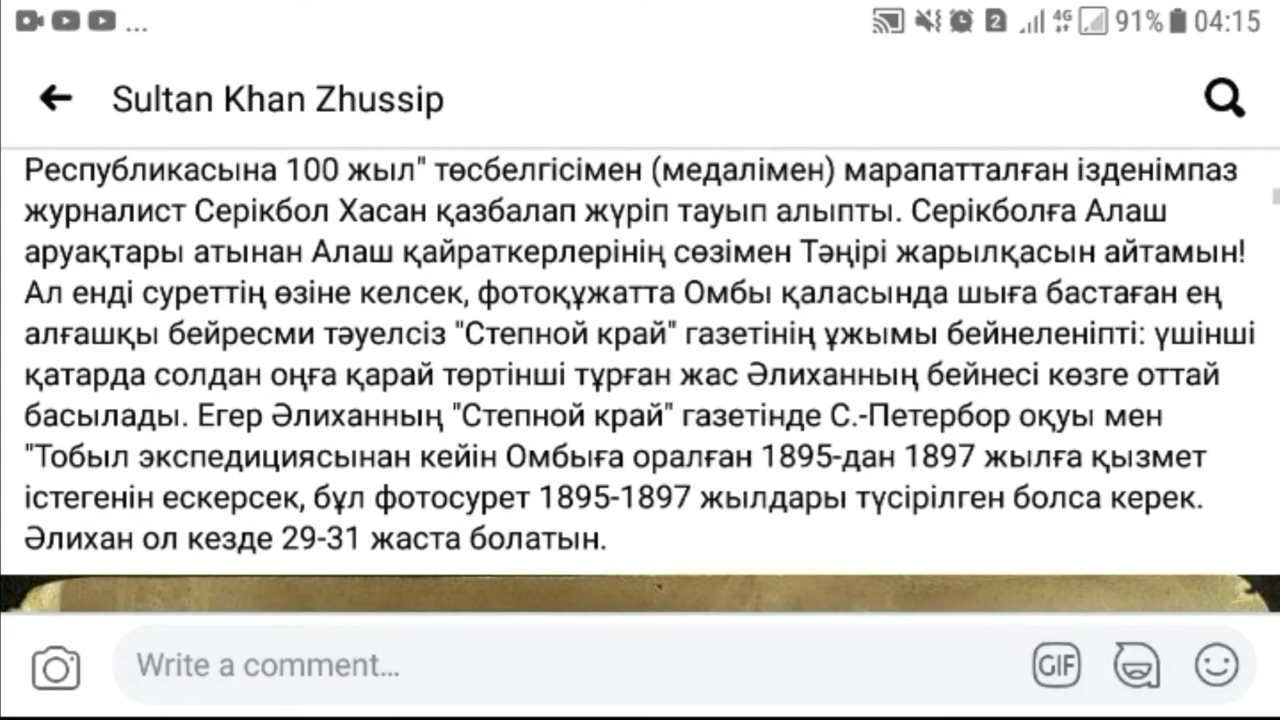 ... 2 4G 91% 04:15
Sultan Khan Zhussip
Республикасына 100 жыл" төсбелгісімен (медалімен) марапатталған ізденімпаз
журналист Серікбол Хасан қазбалап жүріп тауып алыпты. Серікболға Алаш
аруақтары атынан Алаш қайраткерлерінің сөзімен Тәңірі жарылқасын айтамын!
Ал енді суреттің өзіне келсек, фотоқұжатта Омбы қаласында шыға бастаған ең
алғашқы бейресми тәуелсіз "Степной край" газетінің ұжымы бейнеленіпті: үшінші
қатарда солдан оңға қарай төртінші тұрған жас Әлиханның бейнесі көзге оттай
басылады. Егер Әлиханның "Степной край" газетінде С.-Петербор оқуы мен
"Тобыл экспедициясынан кейін Омбыға оралған 1895-дан 1897 жылға қызмет
істегенін ескерсек, бұл фотосурет 1895-1897 жылдары түсірілген болса керек.
Әлихан ол кезде 29-31 жаста болатын.
Write a comment... GIF